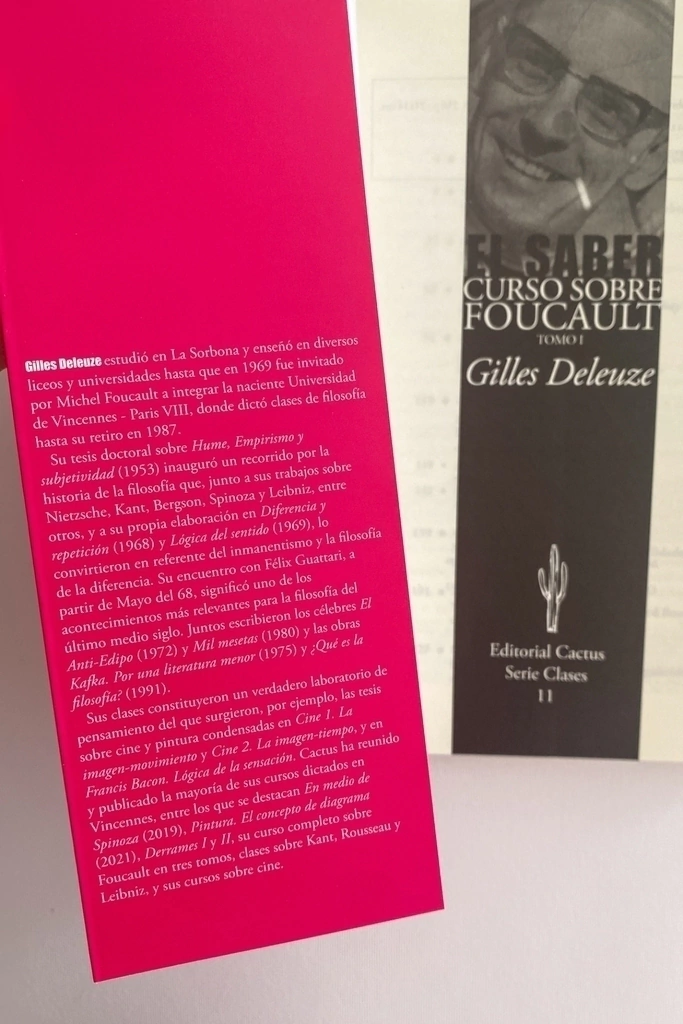 Gilles Deleuze estudió en La Sorbona y enseñó en diversos
liceos y universidades hasta que en 1969 fue invitado
por Michel Foucault a integrar la naciente Universidad
de Vincennes - Paris VIII, donde dictó clases de filosofía
hasta su retiro en 1987.
Su tesis doctoral sobre Hume, Empirismo y
subjetividad (1953) inauguró un recorrido por la
historia de la filosofía que, junto a sus trabajos sobre
Nietzsche, Kant, Bergson, Spinoza y Leibniz, entre
otros, y a su propia elaboración en Diferencia y
repetición (1968) y Lógica del sentido (1969), lo
convirtieron en referente del inmanentismo y la filosofía
de la diferencia. Su encuentro con Félix Guattari, a
partir de Mayo del 68, significó uno de los
acontecimientos más relevantes para la filosofía del
último medio siglo. Juntos escribieron los célebres El
Anti-Edipo (1972) y Mil mesetas (1980) y las obras
Kafka. Por una literatura menor (1975) y ¿Qué es la
filosofía? (1991).
Sus clases constituyeron un verdadero laboratorio de
pensamiento del que surgieron, por ejemplo, las tesis
sobre cine y pintura condensadas en Cine 1. La
imagen-movimiento y Cine 2. La imagen-tiempo, y en
Francis Bacon. Lógica de la sensación. Cactus ha reunido
y publicado la mayoría de sus cursos dictados en
Vincennes, entre los que se destacan En medio de
Spinoza (2019), Pintura. El concepto de diagrama
(2021), Derrames I y II, su curso completo sobre
Foucault en tres tomos, clases sobre Kant, Rousseau y
Leibniz, y sus cursos sobre cine.
EL SABER
CURSO SOBRE
FOUCAULT
TOMO I
Gilles Deleuze
Editorial Cactus
Serie Clases
11